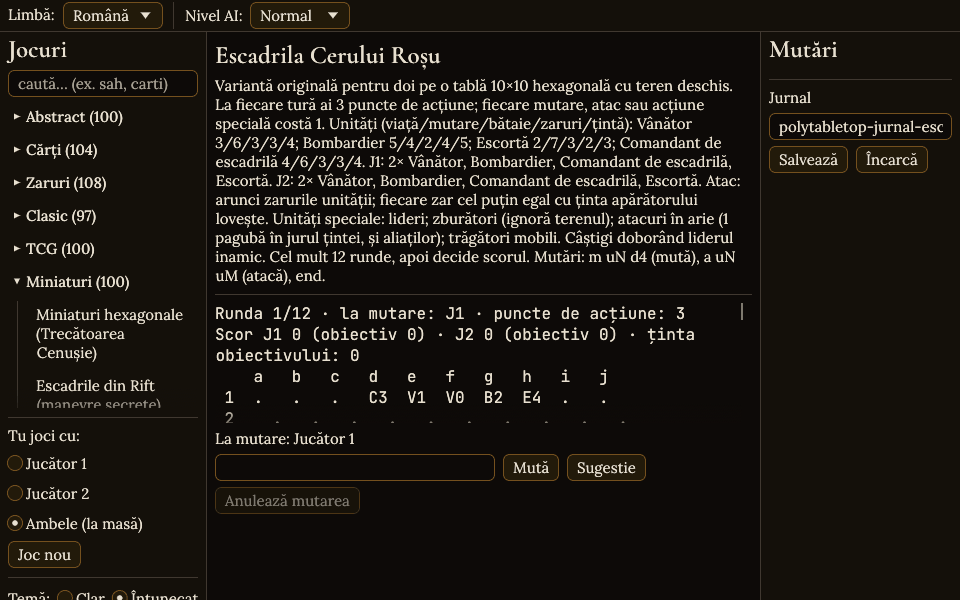 Limbă: Română ▼ Nivel AI: Normal ▼
Jocuri
caută... (ex. sah, carti)
▸ Abstract (100)
▸ Cărți (104)
▸ Zaruri (108)
▸ Clasic (97)
▸ TCG (100)
▾ Miniaturi (100)
Miniaturi hexagonale
(Trecătoarea
Cenușie)
Escadrile din Rift
(manevre secrete)
Tu joci cu:
Jucător 1
Jucător 2
Ambele (la masă)
Joc nou
Temă: Clar Întunecat
Escadrila Cerului Roșu
Variantă originală pentru doi pe o tablă 10×10 hexagonală cu teren deschis.
La fiecare tură ai 3 puncte de acțiune; fiecare mutare, atac sau acțiune
specială costă 1. Unități (viață/mutare/bătaie/zaruri/țintă): Vânător
3/6/3/3/4; Bombardier 5/4/2/4/5; Escortă 2/7/3/2/3; Comandant de
escadrilă 4/6/3/3/4. J1: 2× Vânător, Bombardier, Comandant de escadrilă,
Escortă. J2: 2× Vânător, Bombardier, Comandant de escadrilă, Escortă. Atac:
arunci zarurile unității; fiecare zar cel puțin egal cu ținta apărătorului
lovește. Unități speciale: lideri; zburători (ignoră terenul); atacuri în arie (1
pagubă în jurul țintei, și aliaților); trăgători mobili. Câștigi doborând liderul
inamic. Cel mult 12 runde, apoi decide scorul. Mutări: m uN d4 (mută), a uN
uM (atacă), end.
Runda 1/12 · la mutare: J1 · puncte de acțiune: 3
Scor J1 0 (obiectiv 0) · J2 0 (obiectiv 0) · ținta
obiectivului: 0
a b c d e f g h i j
1 . . . C3 V1 V0 B2 E4 . .
2 . . . . . . . . . .
La mutare: Jucător 1
Mută Sugestie
Anulează mutarea
Mutări
Jurnal
polytabletop-jurnal-esc
Salvează Încarcă